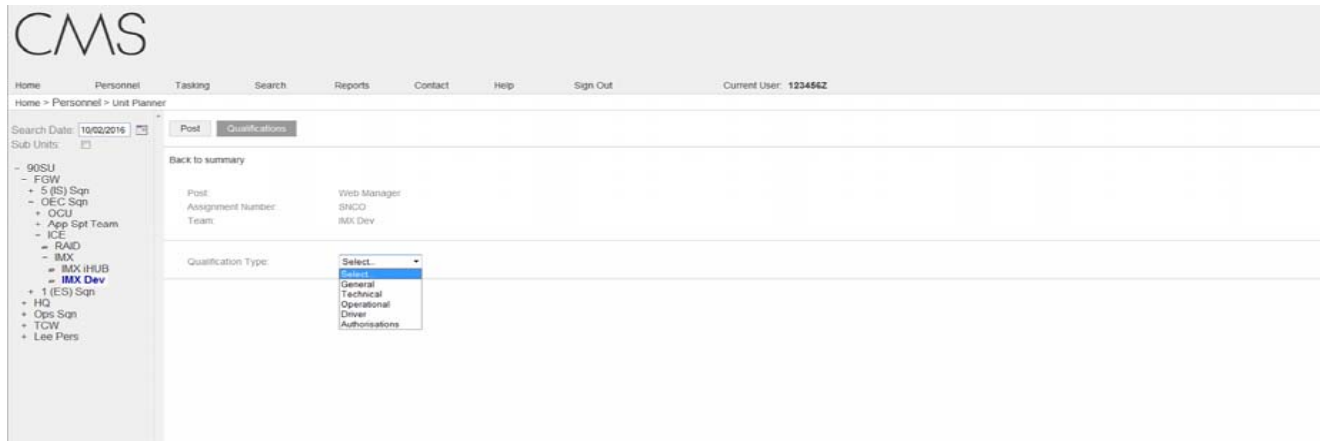 CMS
Home Personnel Tasking Search Reports Contact Help Sign Out Current User: 123456Z
Home > Personnel > Unit Planner
Search Date: 10/02/2016
Sub Units:
- 90SU
- FGW
+ 5 (IS) Sqn
- OEC Sqn
+ OCU
+ App Spt Team
- ICE
RAID
- IMX
IMX iHUB
IMX Dev
+ 1 (ES) Sqn
+ HQ
+ Ops Sqn
+ TCW
+ Lee Pers
Post Qualifications
Back to summary
Post: Web Manager
Assignment Number: SNCO
Team: IMX Dev
Qualification Type: Select..
Select..
General
Technical
Operational
Driver
Authorisations